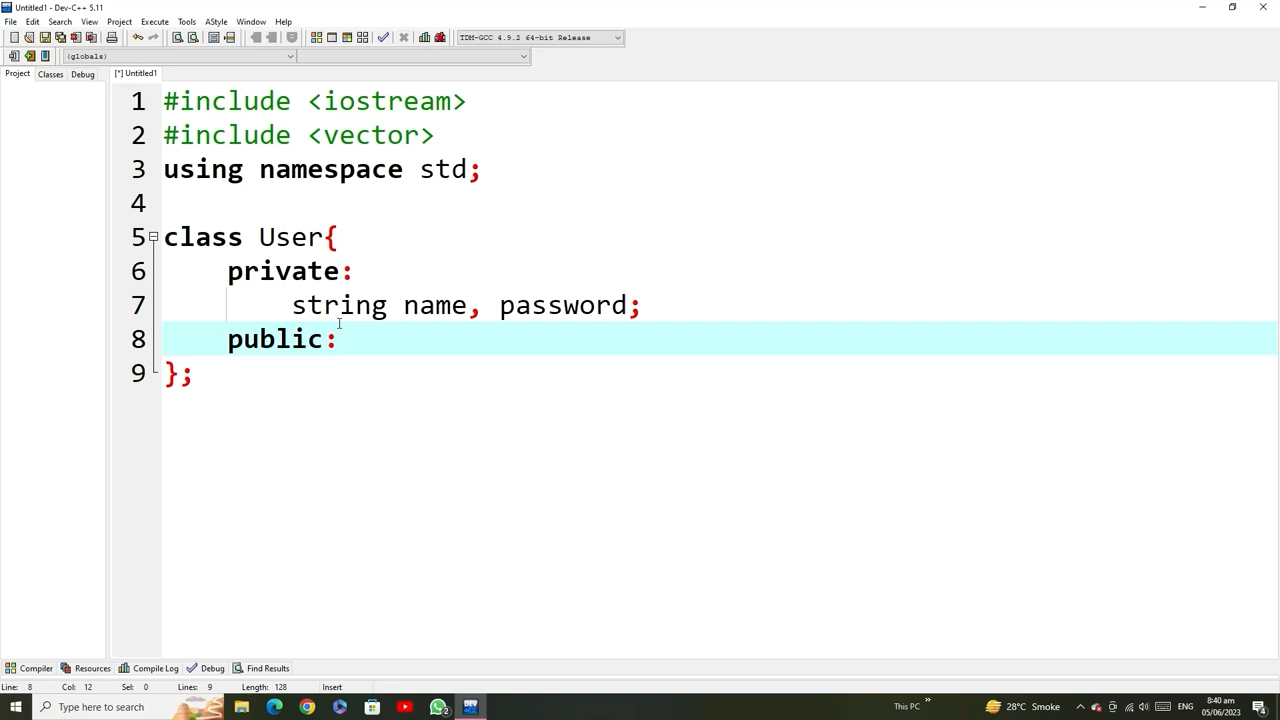 Untitled1 - Dev-C++ 5.11
File Edit Search View Project Execute Tools AStyle Window Help
TDM-GCC 4.9.2 64-bit Release
(globals)
Project Classes Debug [*] Untitled1
1 #include <iostream>
2 #include <vector>
3 using namespace std;
4
5 class User{
6 private:
7 string name, password;
8 public:
9 };
Compiler Resources Compile Log Debug Find Results
Line: 8 Col: 12 Sel: 0 Lines: 9 Length: 128 Insert
Type here to search 2 This PC » 28°C Smoke ENG 8:40 am
05/06/2023 4